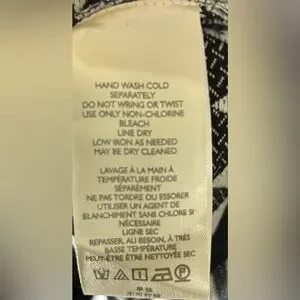 HAND WASH COLD
SEPARATELY
DO NOT WRING OR TWIST
USE ONLY NON-CHLORINE
BLEACH
LINE DRY
LOW IRON AS NEEDED
MAY BE DRY CLEANED
LAVAGE À LA MAIN À
TEMPÉRATURE FROIDE
SÉPARÉMENT
NE PAS TORDRE OU ESSORER
UTILISER UN AGENT DE
BLANCHIMENT SANS CHLORE SI
NÉCESSAIRE
LIGNE SEC
REPASSER, AU BESOIN, À TRÈS
BASSE TEMPÉRATURE
PEUT-ÊTRE ÊTRE NETTOYÉE SEC